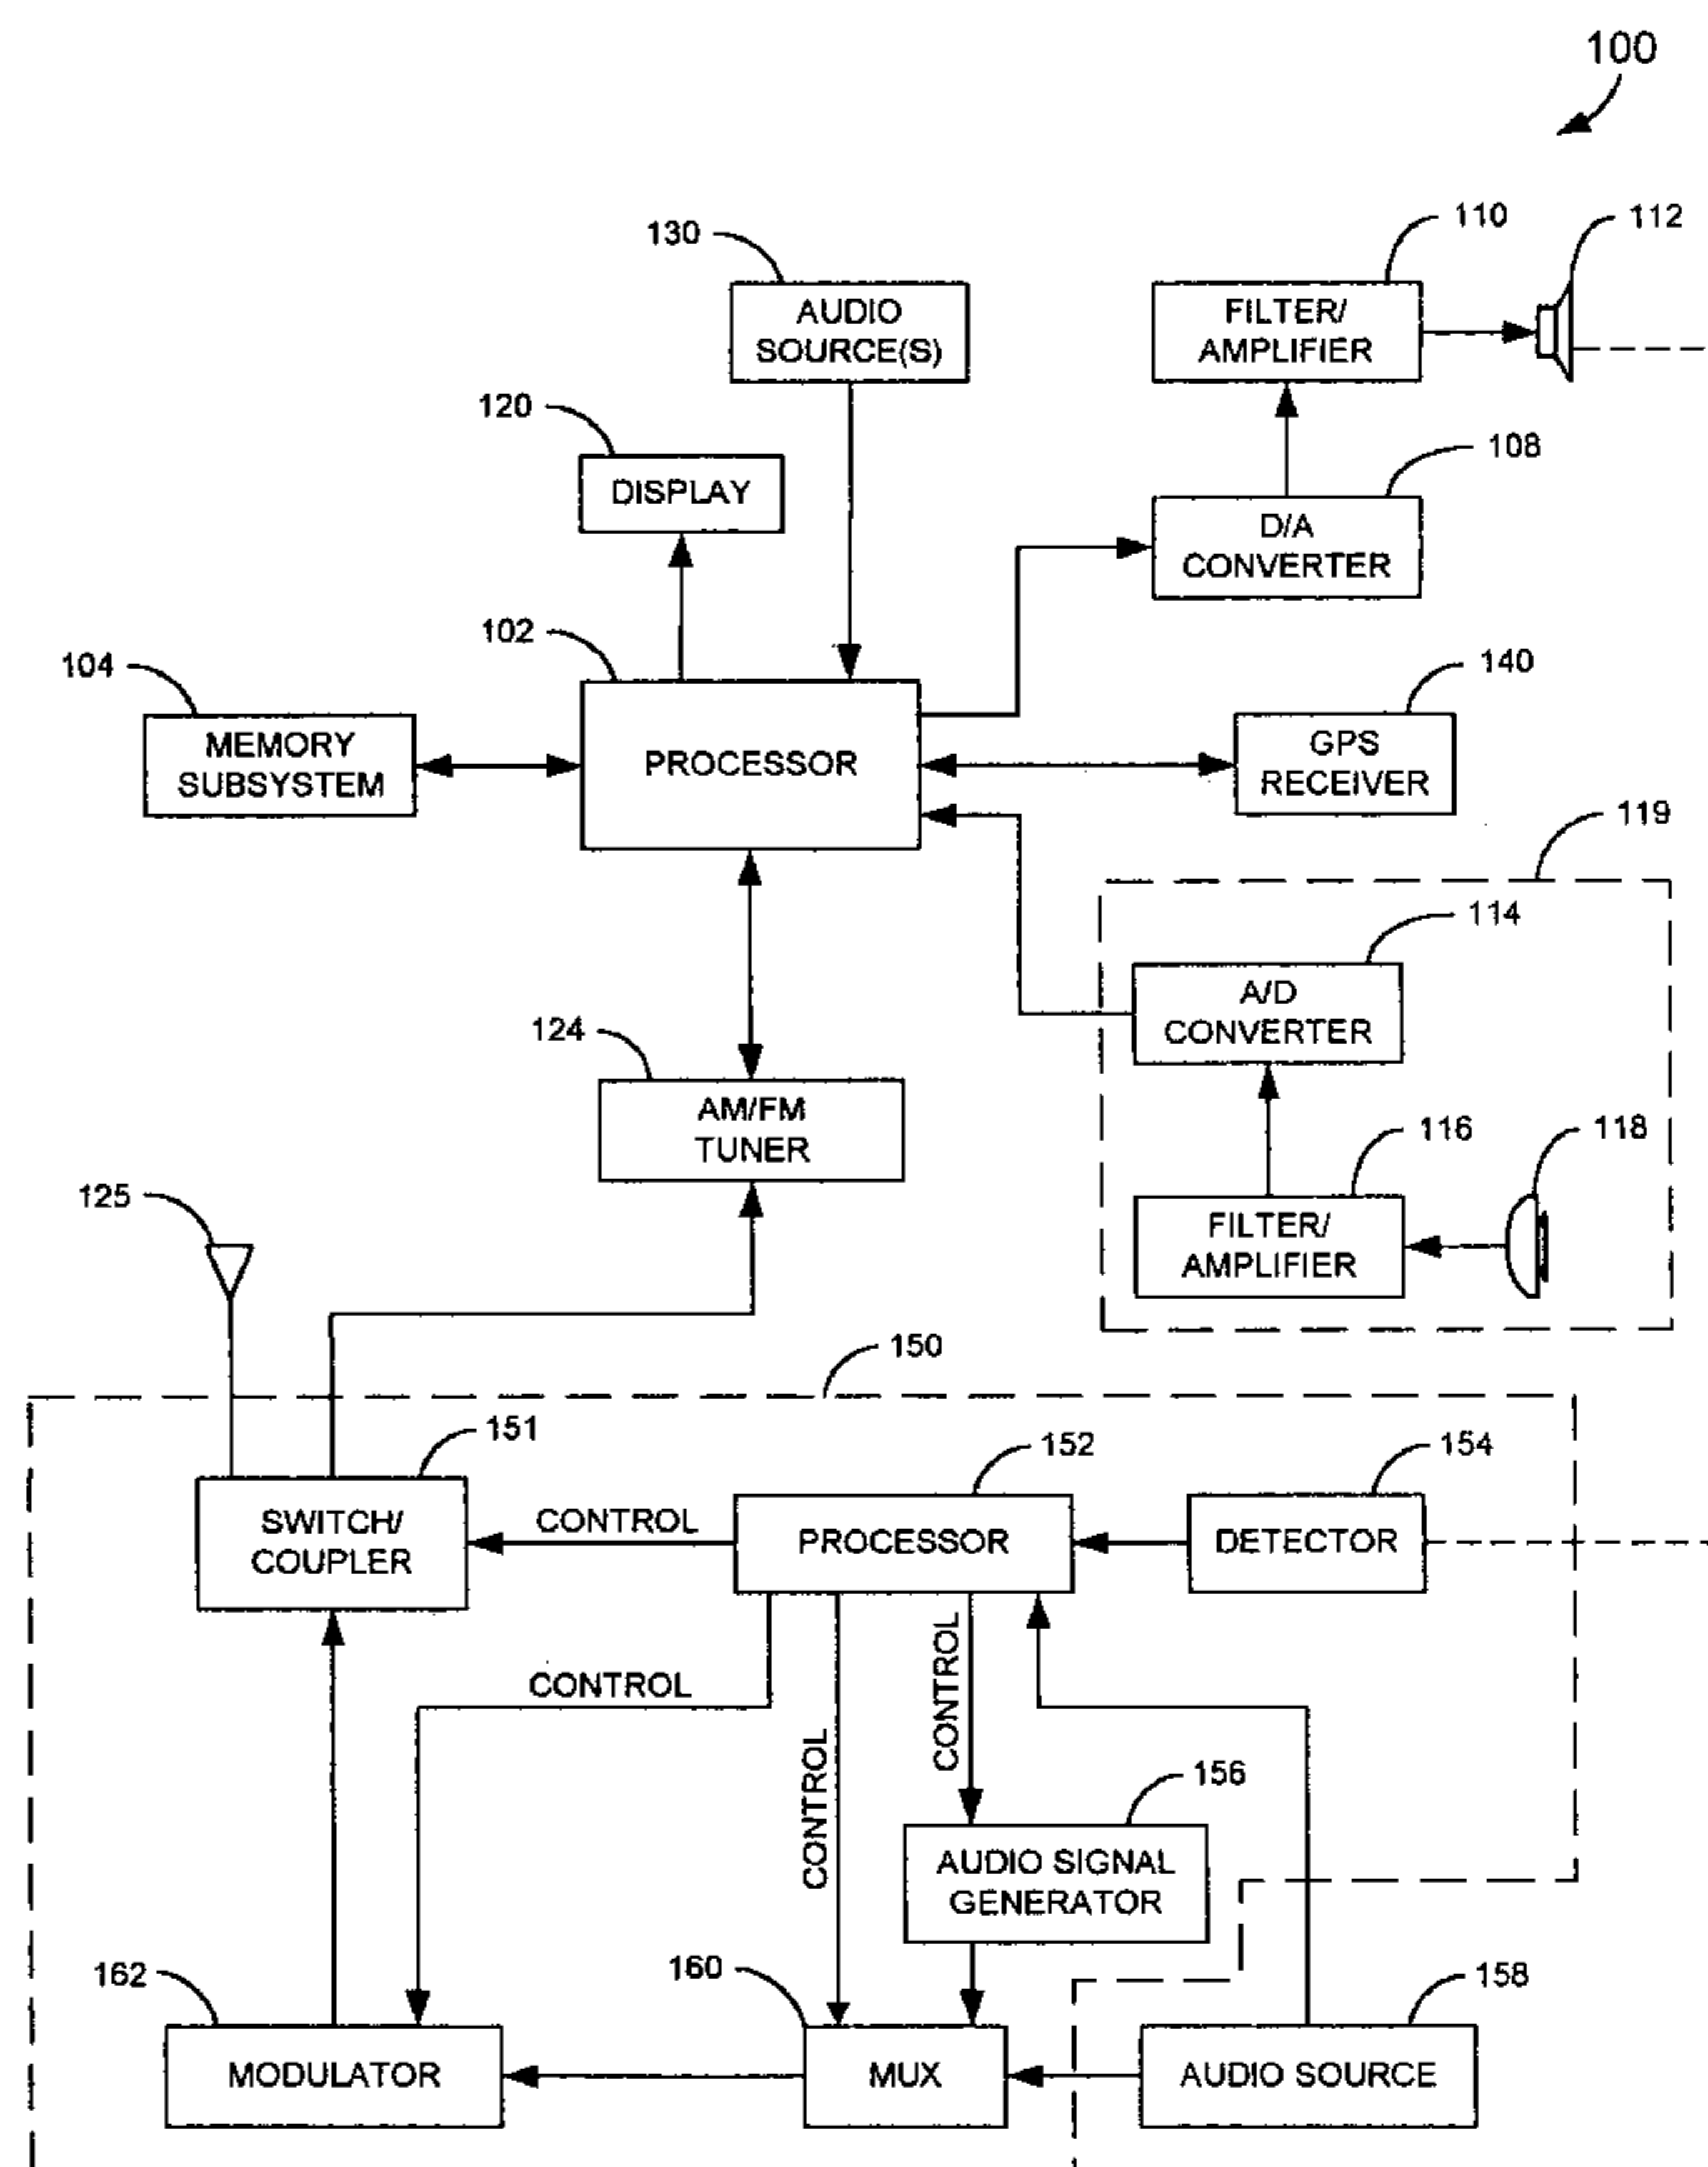 100
130
110
112
AUDIO
SOURCE(S)
FILTER/
AMPLIFIER
120
108
DISPLAY
D/A
CONVERTER
102
104
140
MEMORY
SUBSYSTEM
PROCESSOR
GPS
RECEIVER
119
114
A/D
CONVERTER
124
AM/FM
TUNER
116
118
125
FILTER/
AMPLIFIER
150
151
152
154
SWITCH/
COUPLER
CONTROL
PROCESSOR
DETECTOR
CONTROL
CONTROL
CONTROL
156
AUDIO SIGNAL
GENERATOR
162
160
158
MODULATOR
MUX
AUDIO SOURCE